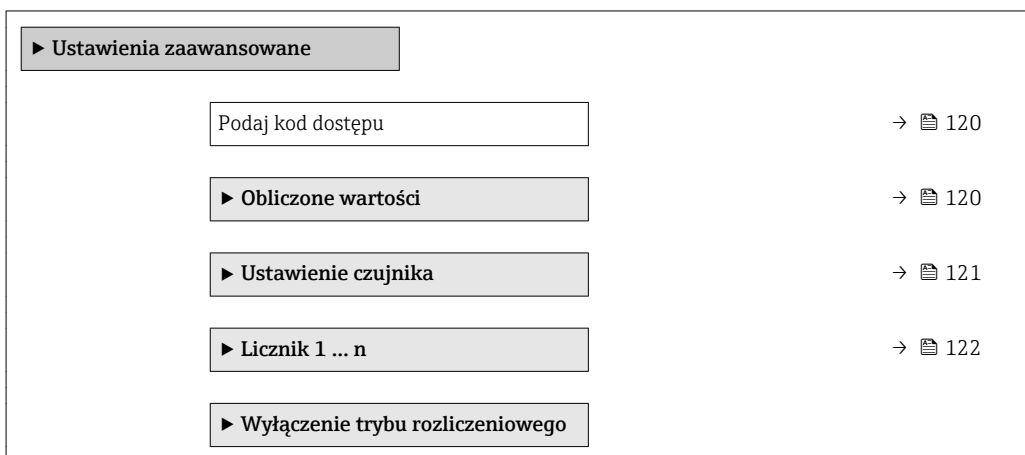 ▶ Ustawienia zaawansowane
Podaj kod dostępu → 🖹 120
▶ Obliczone wartości → 🖹 120
▶ Ustawienie czujnika → 🖹 121
▶ Licznik 1 … n → 🖹 122
▶ Wyłączenie trybu rozliczeniowego